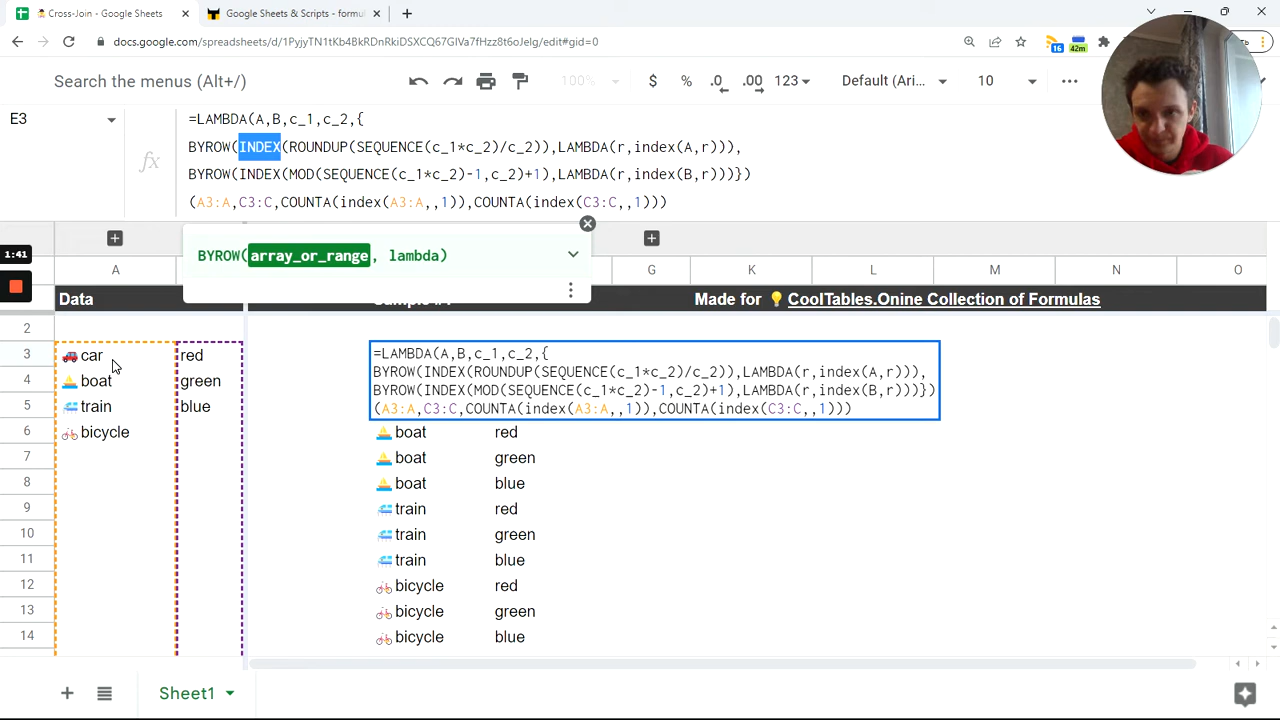 Cross-Join - Google Sheets
Google Sheets & Scripts - formul
docs.google.com/spreadsheets/d/1PyjyTN1tKb4BkRDnRkiDSXCQ67GIVa7fHzz8t6oJelg/edit#gid=0
16
42m
Search the menus (Alt+/)
100%
$
%
.0
.00
123
Default (Ari...
10
E3
=LAMBDA(A,B,c_1,c_2,{
BYROW(INDEX(ROUNDUP(SEQUENCE(c_1*c_2)/c_2)),LAMBDA(r,index(A,r))),
BYROW(INDEX(MOD(SEQUENCE(c_1*c_2)-1,c_2)+1),LAMBDA(r,index(B,r)))})
(A3:A,C3:C,COUNTA(index(A3:A,,1)),COUNTA(index(C3:C,,1)))
fx
BYROW(array_or_range, lambda)
1:41
A G K L M N O
Data
Made for 💡 CoolTables.Onine Collection of Formulas
2
3 car red
=LAMBDA(A,B,c_1,c_2,{
BYROW(INDEX(ROUNDUP(SEQUENCE(c_1*c_2)/c_2)),LAMBDA(r,index(A,r))),
4 boat green
BYROW(INDEX(MOD(SEQUENCE(c_1*c_2)-1,c_2)+1),LAMBDA(r,index(B,r)))})
5 train blue
(A3:A,C3:C,COUNTA(index(A3:A,,1)),COUNTA(index(C3:C,,1)))
6 bicycle boat red
7 boat green
8 boat blue
9 train red
10 train green
11 train blue
12 bicycle red
13 bicycle green
14 bicycle blue
Sheet1